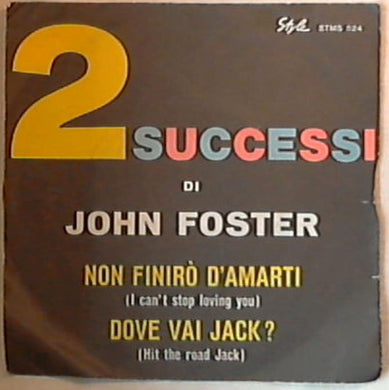 Style STMS 624
2 SUCCESSI
DI
JOHN FOSTER
NON FINIRÒ D'AMARTI
(I can't stop loving you)
DOVE VAI JACK?
(Hit the road Jack)